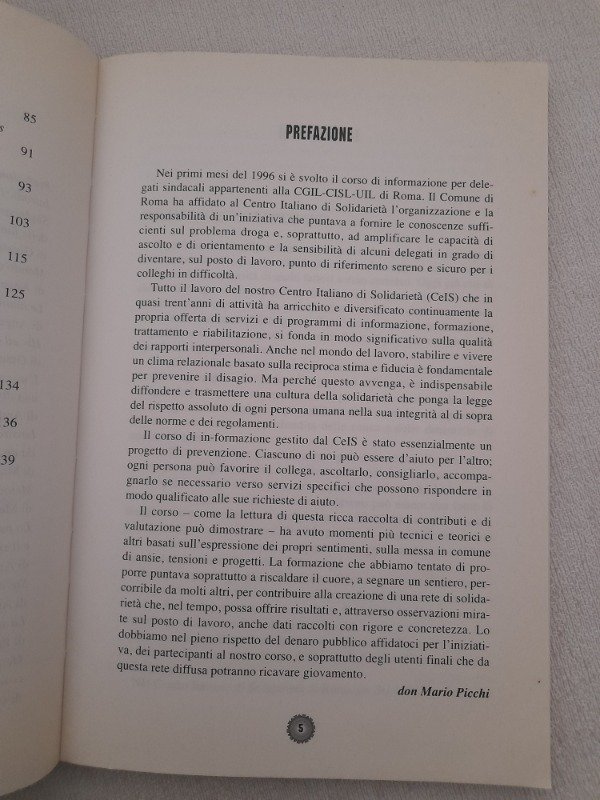 85
s
91
93
103
115
125
134
136
139
PREFAZIONE
Nei primi mesi del 1996 si è svolto il corso di informazione per dele-
gati sindacali appartenenti alla CGIL-CISL-UIL di Roma. Il Comune di
Roma ha affidato al Centro Italiano di Solidarietà l'organizzazione e la
responsabilità di un'iniziativa che puntava a fornire le conoscenze suffi-
cienti sul problema droga e, soprattutto, ad amplificare le capacità di
ascolto e di orientamento e la sensibilità di alcuni delegati in grado di
diventare, sul posto di lavoro, punto di riferimento sereno e sicuro per i
colleghi in difficoltà.
Tutto il lavoro del nostro Centro Italiano di Solidarietà (CeIS) che in
quasi trent'anni di attività ha arricchito e diversificato continuamente la
propria offerta di servizi e di programmi di informazione, formazione,
trattamento e riabilitazione, si fonda in modo significativo sulla qualità
dei rapporti interpersonali. Anche nel mondo del lavoro, stabilire e vivere
un clima relazionale basato sulla reciproca stima e fiducia è fondamentale
per prevenire il disagio. Ma perché questo avvenga, è indispensabile
diffondere e trasmettere una cultura della solidarietà che ponga la legge
del rispetto assoluto di ogni persona umana nella sua integrità al di sopra
delle norme e dei regolamenti.
Il corso di in-formazione gestito dal CeIS è stato essenzialmente un
progetto di prevenzione. Ciascuno di noi può essere d'aiuto per l'altro;
ogni persona può favorire il collega, ascoltarlo, consigliarlo, accompa-
gnarlo se necessario verso servizi specifici che possono rispondere in
modo qualificato alle sue richieste di aiuto.
Il corso – come la lettura di questa ricca raccolta di contributi e di
valutazione può dimostrare – ha avuto momenti più tecnici e teorici e
altri basati sull'espressione dei propri sentimenti, sulla messa in comune
di ansie, tensioni e progetti. La formazione che abbiamo tentato di pro-
porre puntava soprattutto a riscaldare il cuore, a segnare un sentiero, per-
corribile da molti altri, per contribuire alla creazione di una rete di solida-
rietà che, nel tempo, possa offrire risultati e, attraverso osservazioni mira-
te sul posto di lavoro, anche dati raccolti con rigore e concretezza. Lo
dobbiamo nel pieno rispetto del denaro pubblico affidatoci per l'iniziati-
va, dei partecipanti al nostro corso, e soprattutto degli utenti finali che da
questa rete diffusa potranno ricavare giovamento.
don Mario Picchi
5